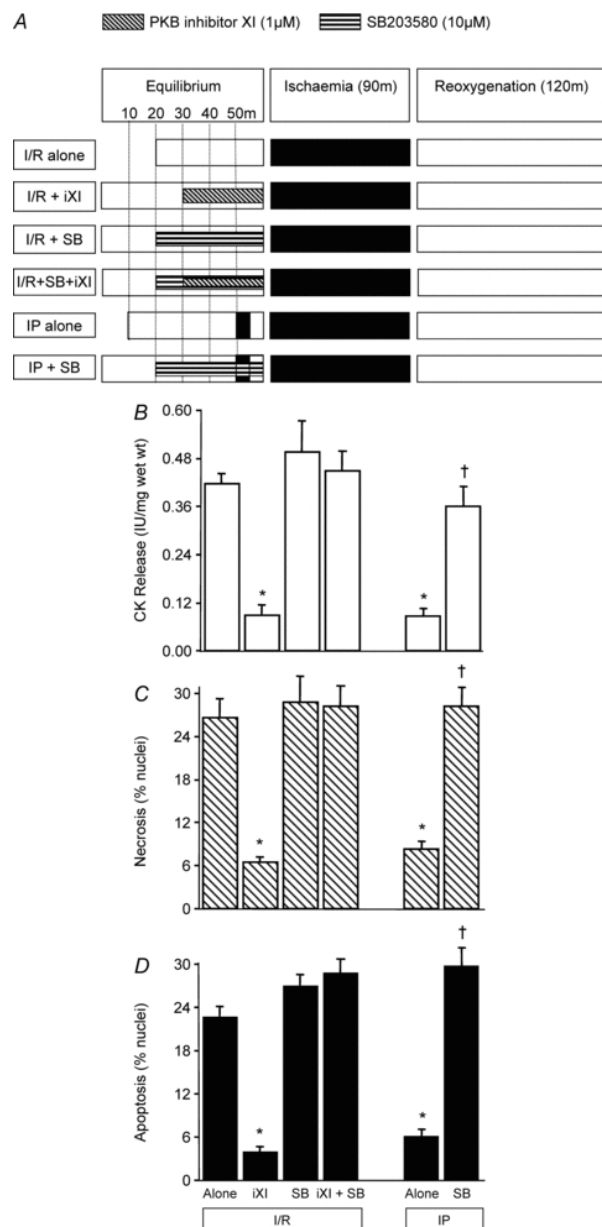 A
PKB inhibitor XI (1µM) SB203580 (10µM)
Equilibrium Ischaemia (90m) Reoxygenation (120m)
10 20 30 40 50m
I/R alone
I/R + iXI
I/R + SB
I/R+SB+iXI
IP alone
IP + SB
B
CK Release (IU/mg wet wt)
0.60
0.48
0.36
0.24
0.12
0.00
*
*
†
C
Necrosis (% nuclei)
30
24
18
12
6
0
*
*
†
D
Apoptosis (% nuclei)
30
24
18
12
6
0
*
*
†
Alone iXI SB iXI + SB Alone SB
I/R IP